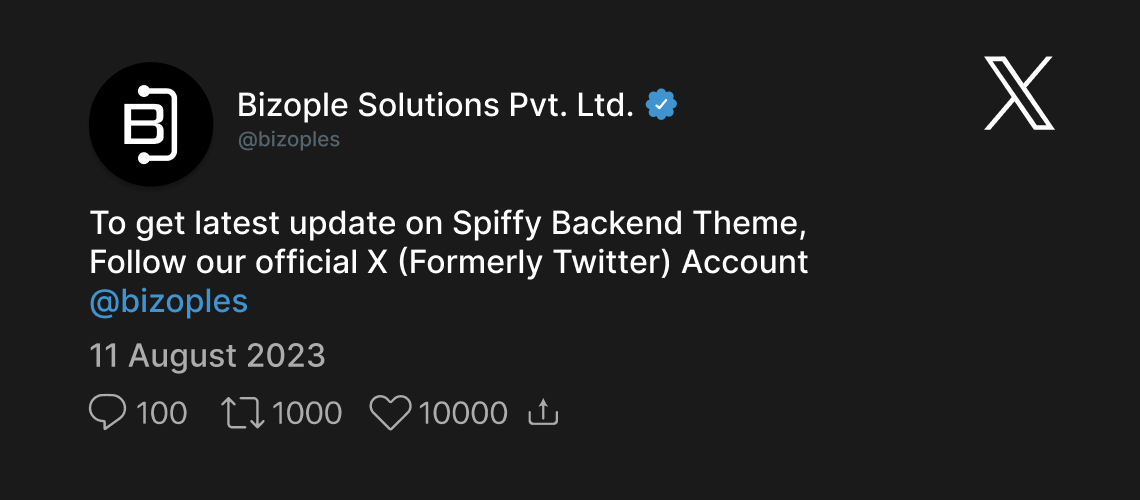 Bizople Solutions Pvt. Ltd.
@bizoples
To get latest update on Spiffy Backend Theme,
Follow our official X (Formerly Twitter) Account
@bizoples
11 August 2023
100 1000 10000